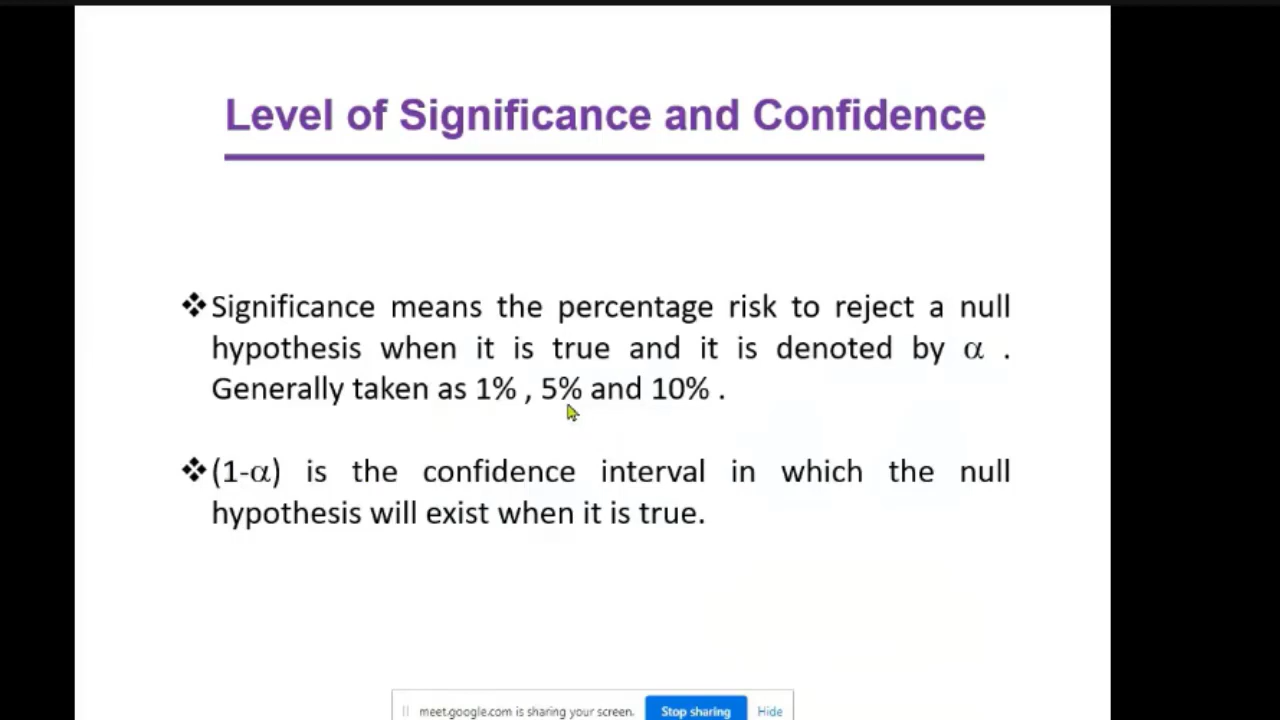 Level of Significance and Confidence
❖Significance means the percentage risk to reject a null
hypothesis when it is true and it is denoted by α .
Generally taken as 1% , 5% and 10% .
❖(1-α) is the confidence interval in which the null
hypothesis will exist when it is true.
meet.google.com is sharing your screen. Stop sharing Hide